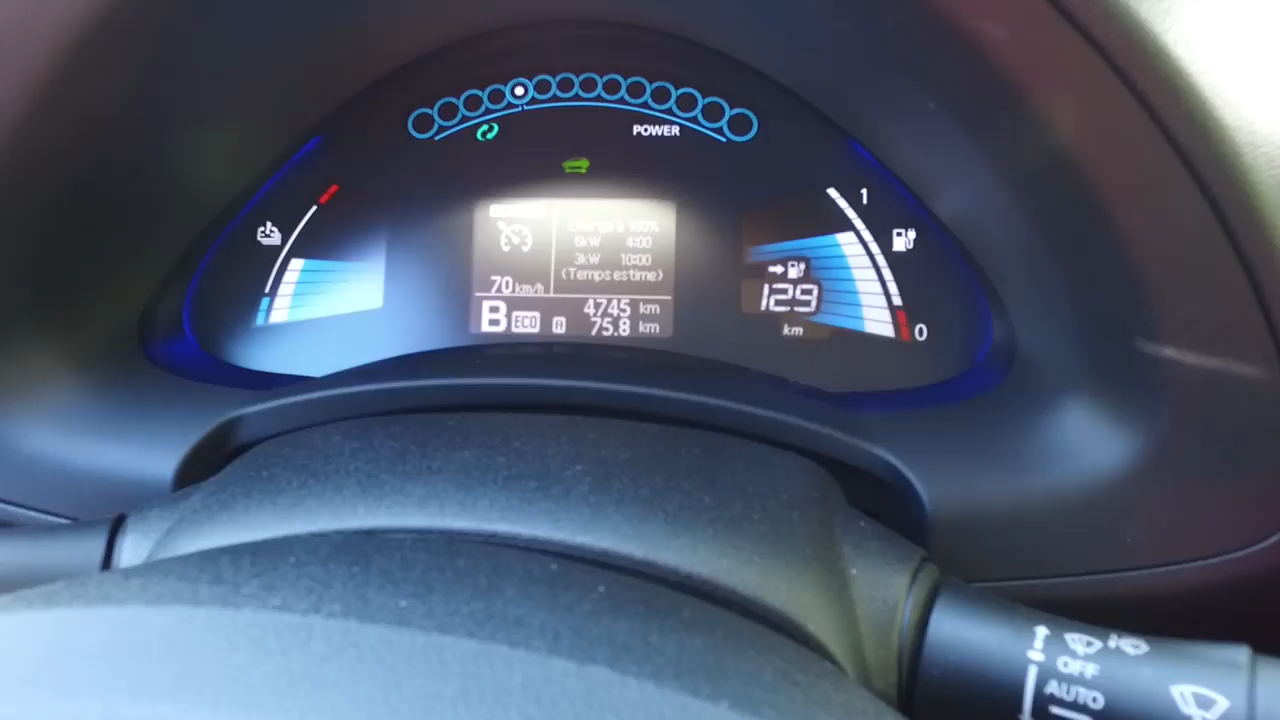 POWER
Charge à 100%
6kW 4:00
3kW 10:00
(Temps estimé)
70 km/h
B ECO
4745 km
A 75.8 km
1
129
km
0
OFF
AUTO